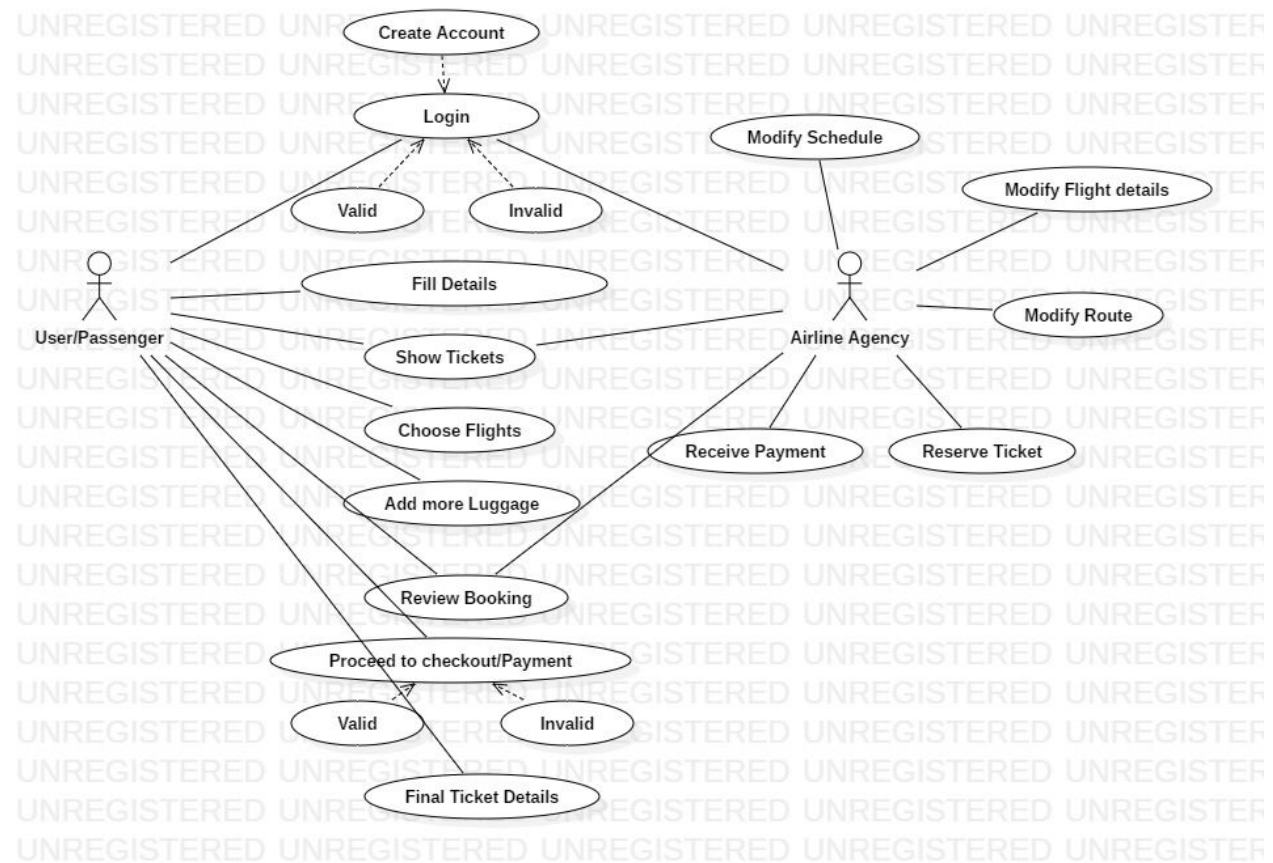 Create Account
Login
Modify Schedule
Modify Flight details
Valid
Invalid
Fill Details
Modify Route
User/Passenger
Airline Agency
Show Tickets
Choose Flights
Receive Payment
Reserve Ticket
Add more Luggage
Review Booking
Proceed to checkout/Payment
Valid
Invalid
Final Ticket Details
UNREGISTERED